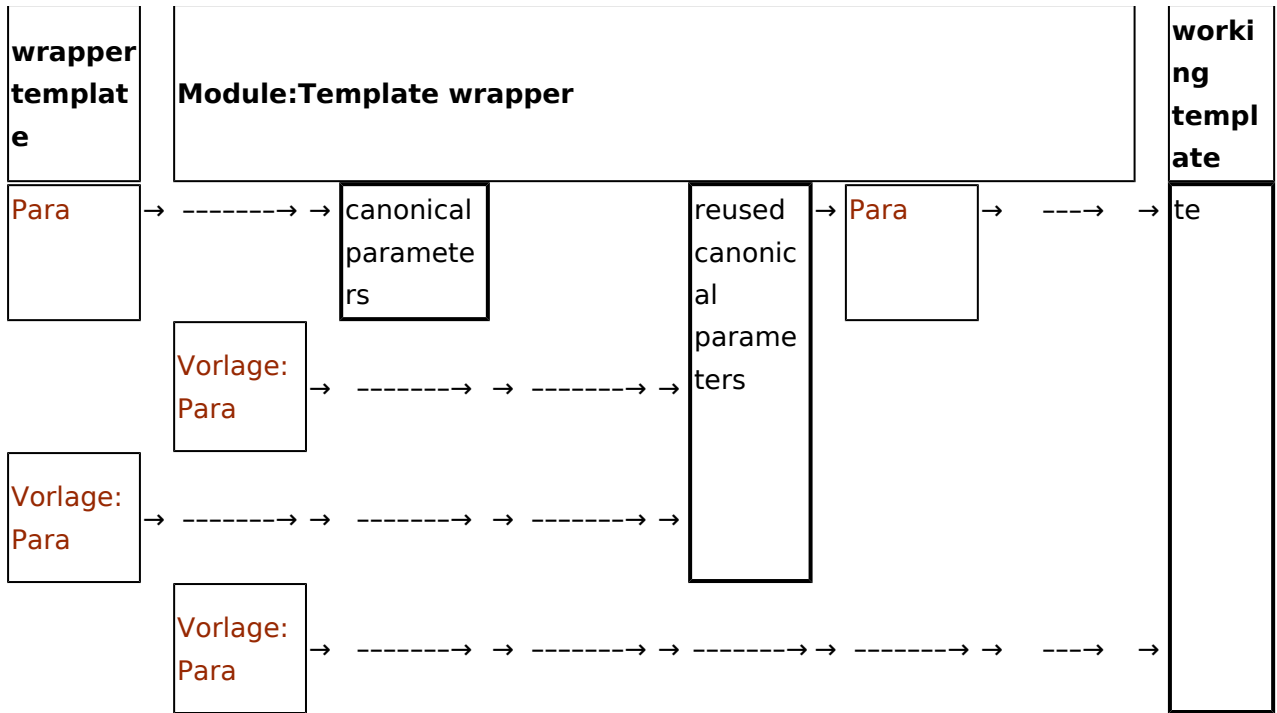 wrapper
templat
e
Module:Template wrapper
worki
ng
templ
ate
Para → -------→ → canonical
paramete
rs
reused
canonic
al
parame
ters
→ Para → ---→ → te
Vorlage:
Para
→ -------→ → -------→ →
Vorlage:
Para
→ -------→ → -------→ → -------→ →
Vorlage:
Para
→ -------→ → -------→ → -------→ → -------→ → ---→ →